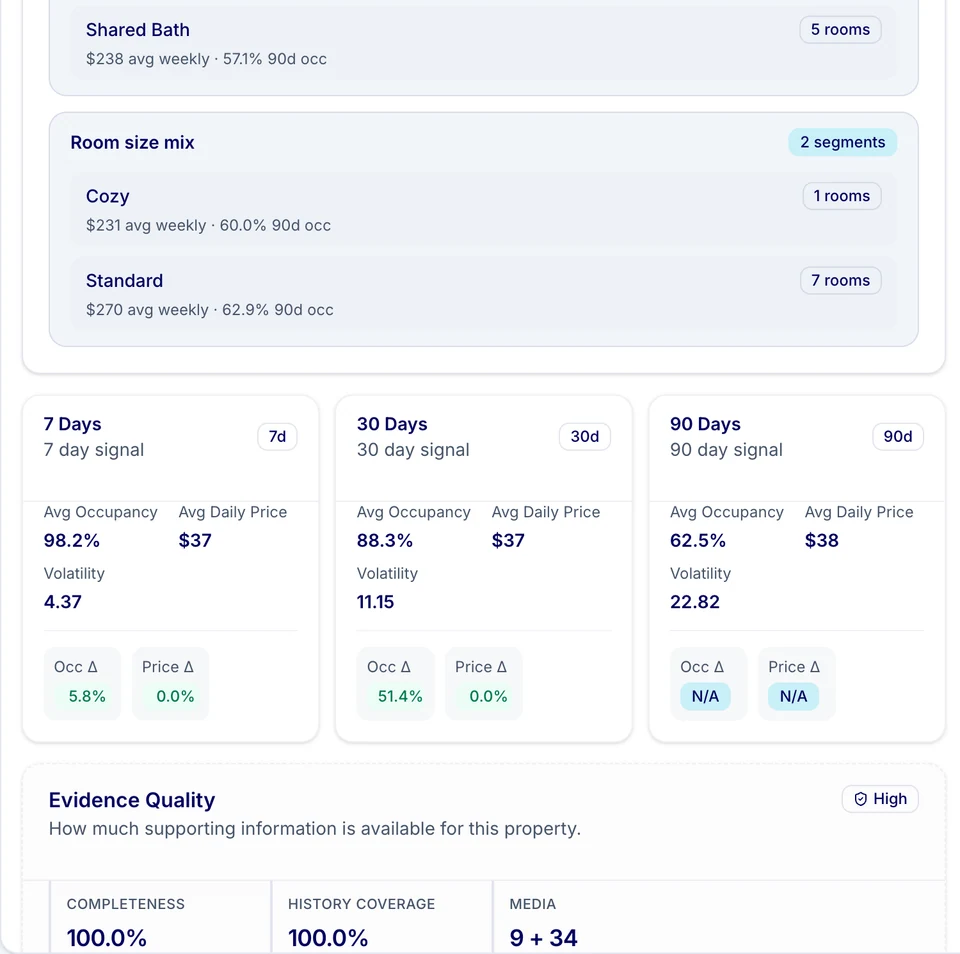 Shared Bath
5 rooms
$238 avg weekly · 57.1% 90d occ
Room size mix
2 segments
Cozy
1 rooms
$231 avg weekly · 60.0% 90d occ
Standard
7 rooms
$270 avg weekly · 62.9% 90d occ
7 Days
7 day signal
7d
Avg Occupancy
Avg Daily Price
98.2%
$37
Volatility
4.37
Occ Δ
Price Δ
5.8%
0.0%
30 Days
30 day signal
30d
Avg Occupancy
Avg Daily Price
88.3%
$37
Volatility
11.15
Occ Δ
Price Δ
51.4%
0.0%
90 Days
90 day signal
90d
Avg Occupancy
Avg Daily Price
62.5%
$38
Volatility
22.82
Occ Δ
Price Δ
N/A
N/A
Evidence Quality
High
How much supporting information is available for this property.
COMPLETENESS
100.0%
HISTORY COVERAGE
100.0%
MEDIA
9 + 34